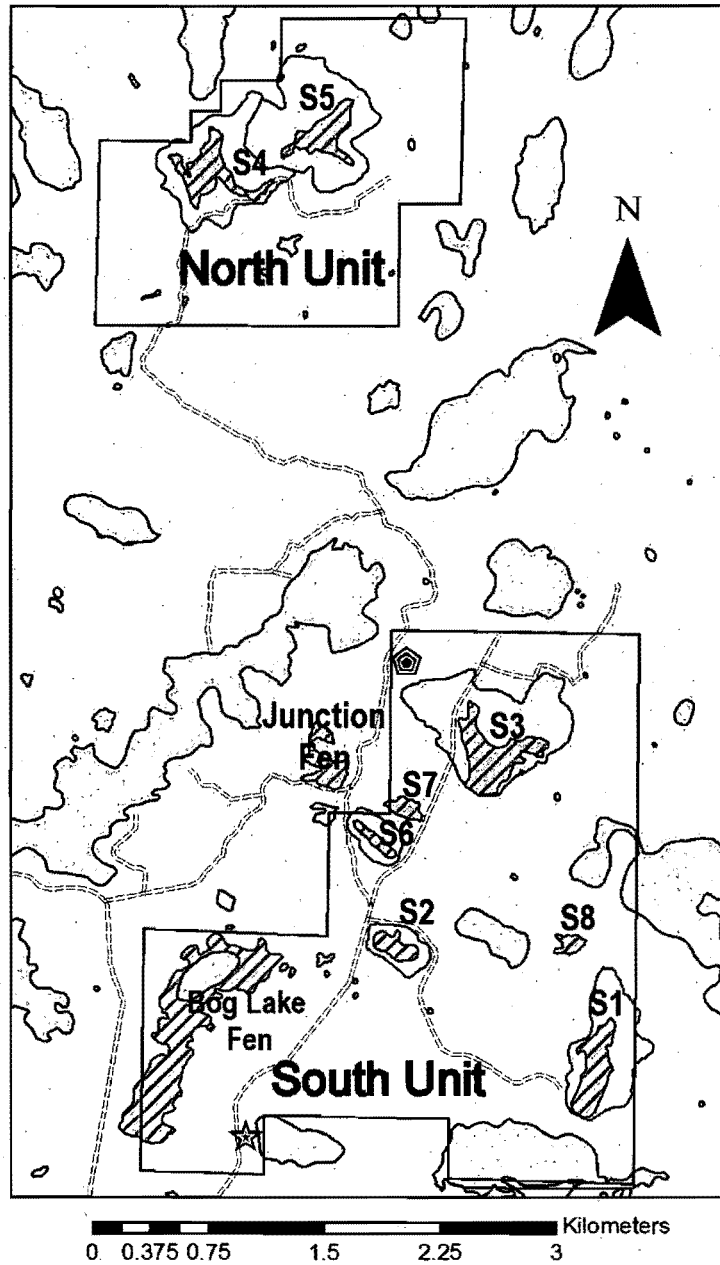 S5
S4
N
North Unit
Junction
Fen
S3
S7
S6
S2
S8
S1
Bog Lake
Fen
South Unit
Kilometers
0 0.375 0.75 1.5 2.25 3